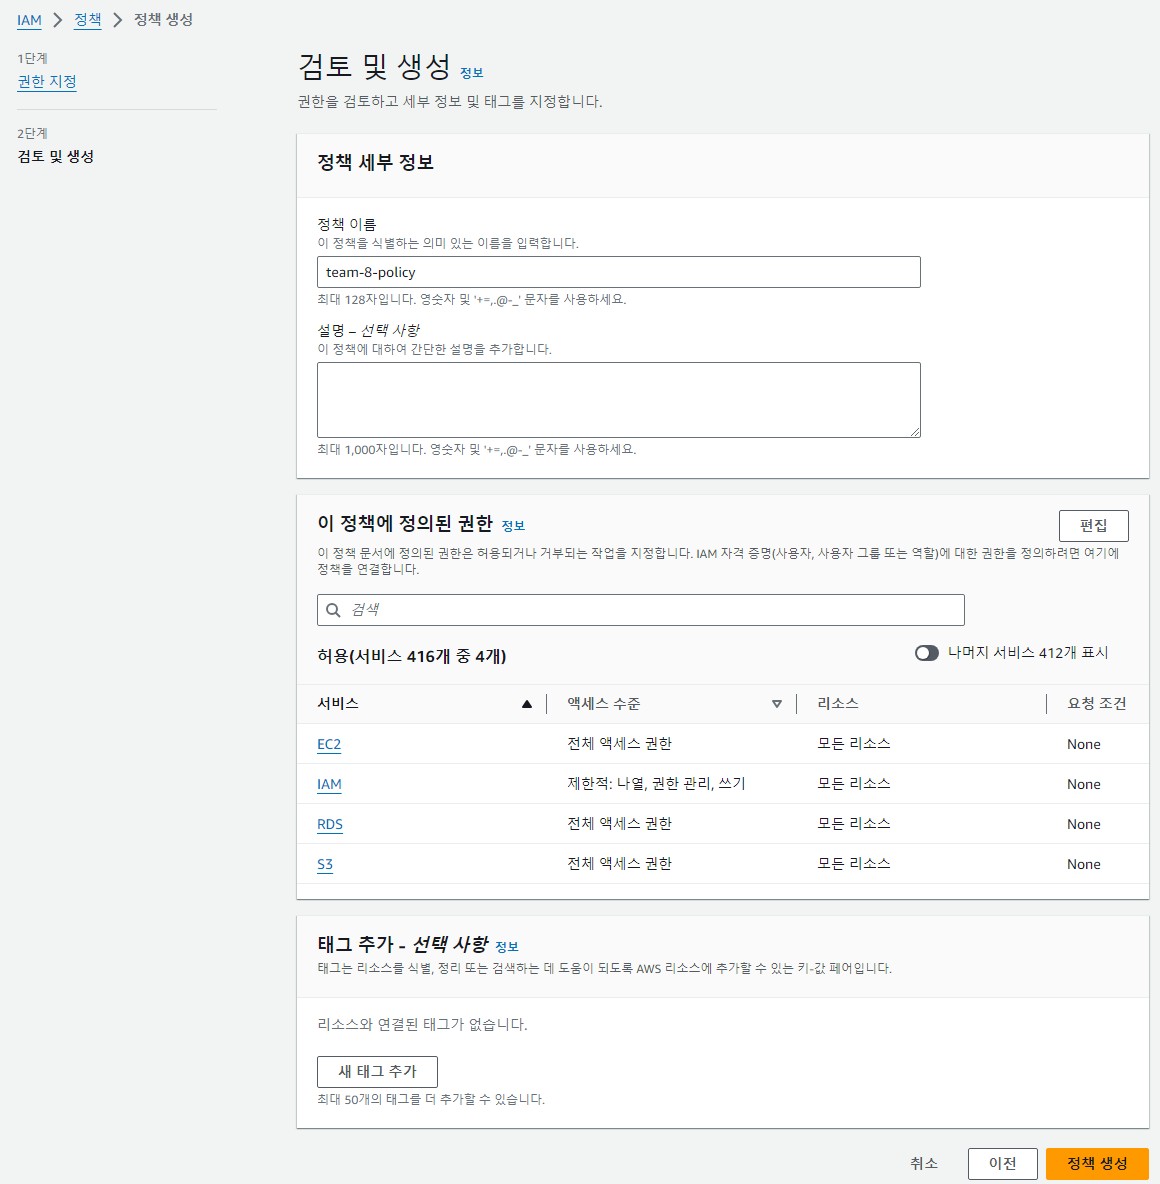 IAM > 정책 > 정책 생성
1단계
권한 지정
2단계
검토 및 생성
검토 및 생성 정보
권한을 검토하고 세부 정보 및 태그를 지정합니다.
정책 세부 정보
정책 이름
이 정책을 식별하는 의미 있는 이름을 입력합니다.
team-8-policy
최대 128자입니다. 영숫자 및 '+=,.@-_' 문자를 사용하세요.
설명 – 선택 사항
이 정책에 대하여 간단한 설명을 추가합니다.
최대 1,000자입니다. 영숫자 및 '+=,.@-_' 문자를 사용하세요.
이 정책에 정의된 권한 정보
편집
이 정책 문서에 정의된 권한은 허용되거나 거부되는 작업을 지정합니다. IAM 자격 증명(사용자, 사용자 그룹 또는 역할)에 대한 권한을 정의하려면 여기에
정책을 연결합니다.
검색
허용(서비스 416개 중 4개)
나머지 서비스 412개 표시
서비스 액세스 수준 리소스 요청 조건
EC2 전체 액세스 권한 모든 리소스 None
IAM 제한적: 나열, 권한 관리, 쓰기 모든 리소스 None
RDS 전체 액세스 권한 모든 리소스 None
S3 전체 액세스 권한 모든 리소스 None
태그 추가 - 선택 사항 정보
태그는 리소스를 식별, 정리 또는 검색하는 데 도움이 되도록 AWS 리소스에 추가할 수 있는 키-값 페어입니다.
리소스와 연결된 태그가 없습니다.
새 태그 추가
최대 50개의 태그를 더 추가할 수 있습니다.
취소 이전 정책 생성